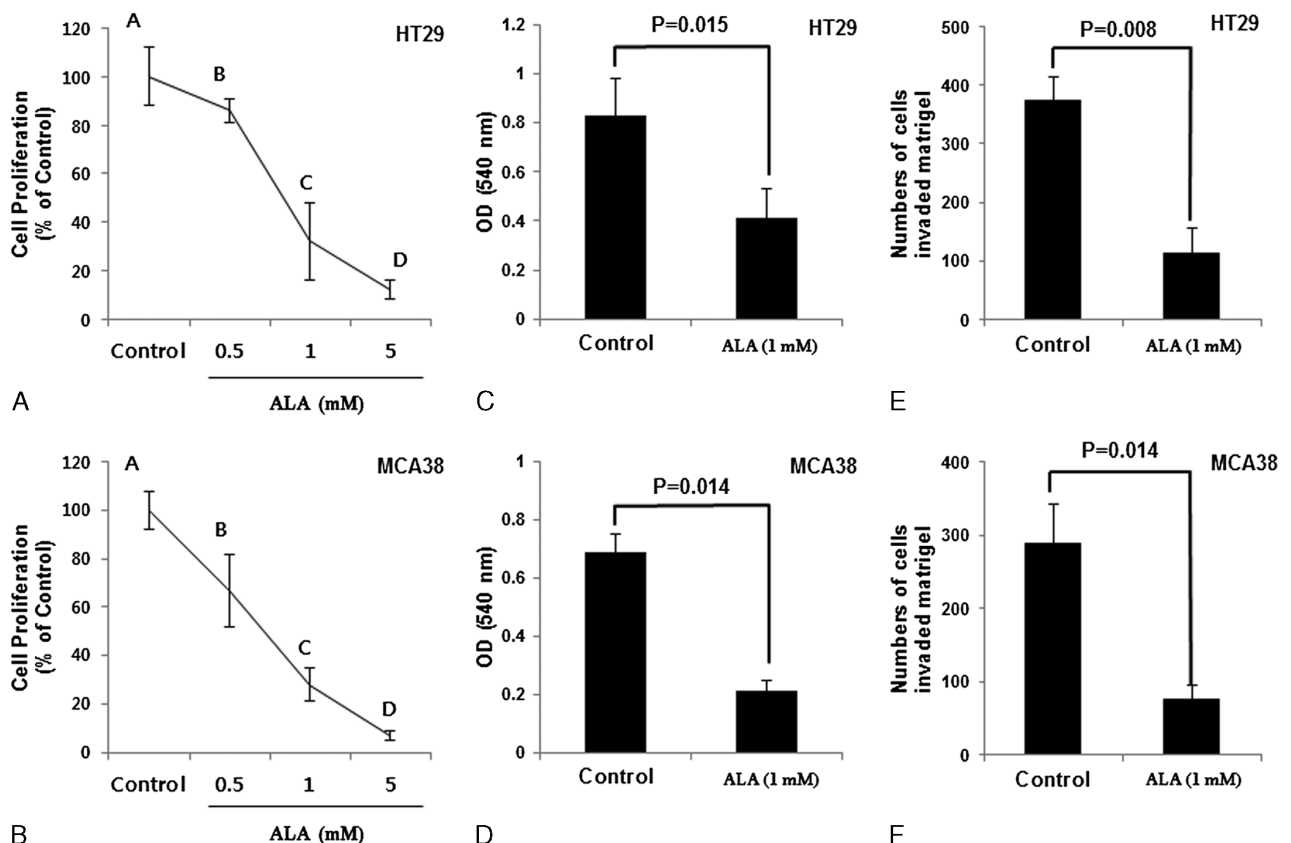 A
HT29
Cell Proliferation
(% of Control)
120
100
80
60
40
20
0
B
C
D
Control 0.5 1 5
ALA (mM)
A
HT29
P=0.015
OD (540 nm)
1.2
1
0.8
0.6
0.4
0.2
0
Control ALA (1 mM)
C
HT29
P=0.008
Numbers of cells
invaded matrigel
500
400
300
200
100
0
Control ALA (1 mM)
E
A
MCA38
Cell Proliferation
(% of Control)
120
100
80
60
40
20
0
B
C
D
Control 0.5 1 5
ALA (mM)
B
MCA38
P=0.014
OD (540 nm)
1
0.8
0.6
0.4
0.2
0
Control ALA (1 mM)
D
P=0.014
MCA38
Numbers of cells
invaded matrigel
400
300
200
100
0
Control ALA (1 mM)
F